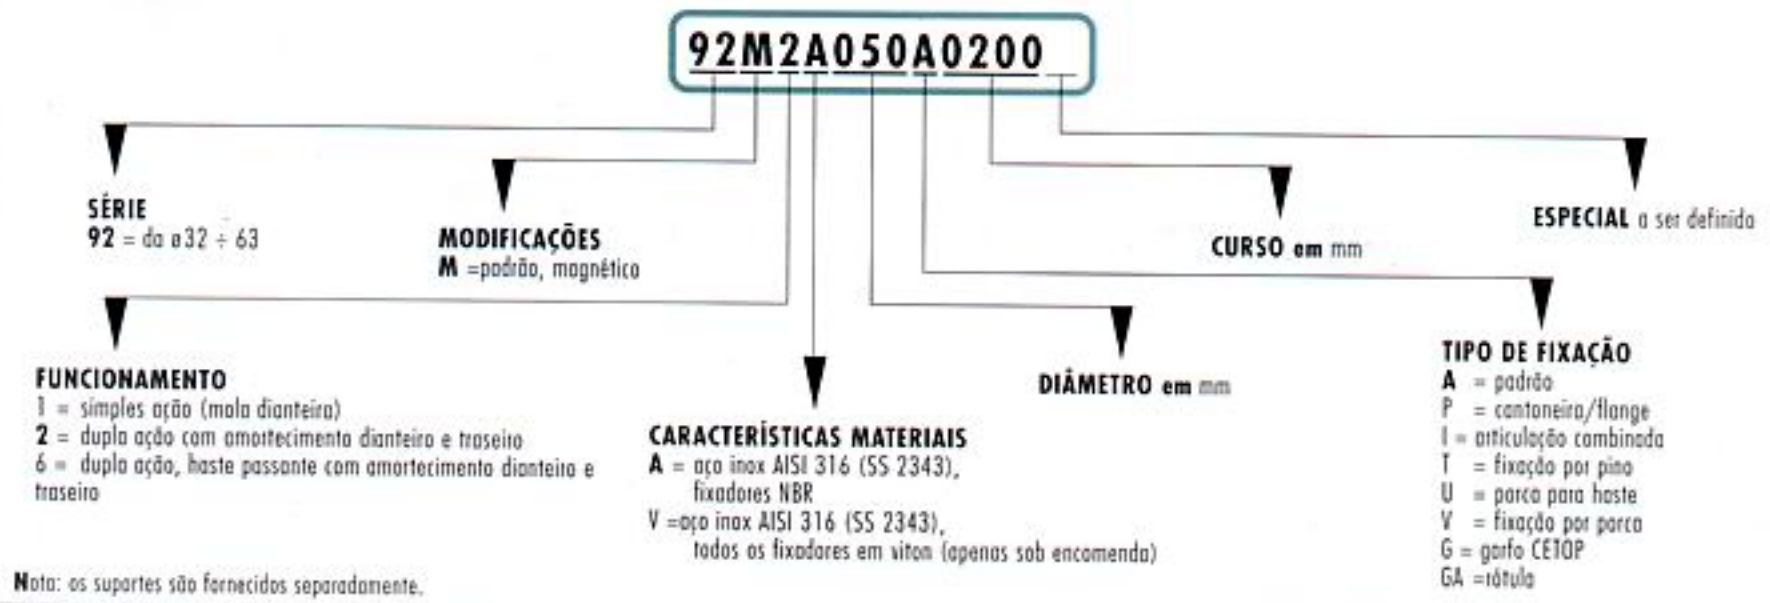 92M2A050A0200
SÉRIE
92 = da ø32 ÷ 63
MODIFICAÇÕES
M =padrão, magnético
CURSO em mm
ESPECIAL a ser definido
FUNCIONAMENTO
1 = simples ação (mola dianteira)
2 = dupla ação com amortecimento dianteiro e traseiro
6 = dupla ação, haste passante com amortecimento dianteiro e
traseiro
CARACTERÍSTICAS MATERIAIS
A = aço inox AISI 316 (SS 2343),
fixadores NBR
V =aço inox AISI 316 (SS 2343),
todos os fixadores em viton (apenas sob encomenda)
DIÂMETRO em mm
TIPO DE FIXAÇÃO
A = padrão
P = cantoneira/flange
I = articulação combinada
T = fixação por pino
U = porca para haste
V = fixação por porca
G = garfo CETOP
GA =rótula
Nota: os suportes são fornecidos separadamente.